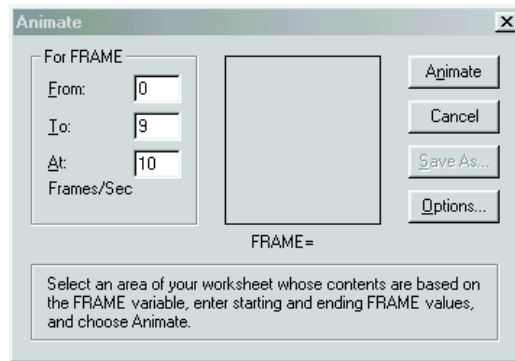 Animate
For FRAME
From: 0
To: 9
At: 10
Frames/Sec
FRAME=
Animate
Cancel
Save As...
Options...
Select an area of your worksheet whose contents are based on
the FRAME variable, enter starting and ending FRAME values,
and choose Animate.